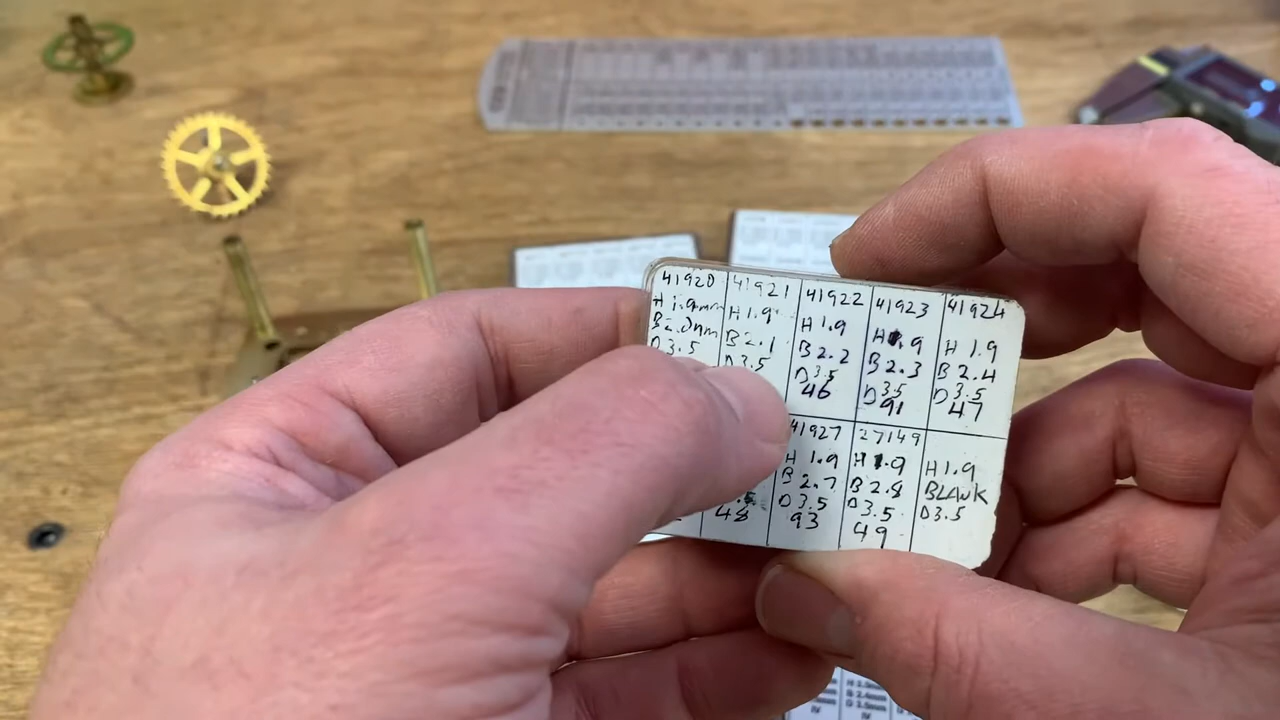 41920
H 1.9mm
B 2.0mm
D 3.5
41921
H 1.9
B 2.1
D 3.5
41922
H 1.9
B 2.2
D 3.5
46
41923
H 1.9
B 2.3
D 3.5
91
41924
H 1.9
B 2.4
D 3.5
47
48
41927
H 1.9
B 2.7
D 3.5
93
27149
H 1.9
B 2.8
D 3.5
49
H 1.9
BLANK
D 3.5